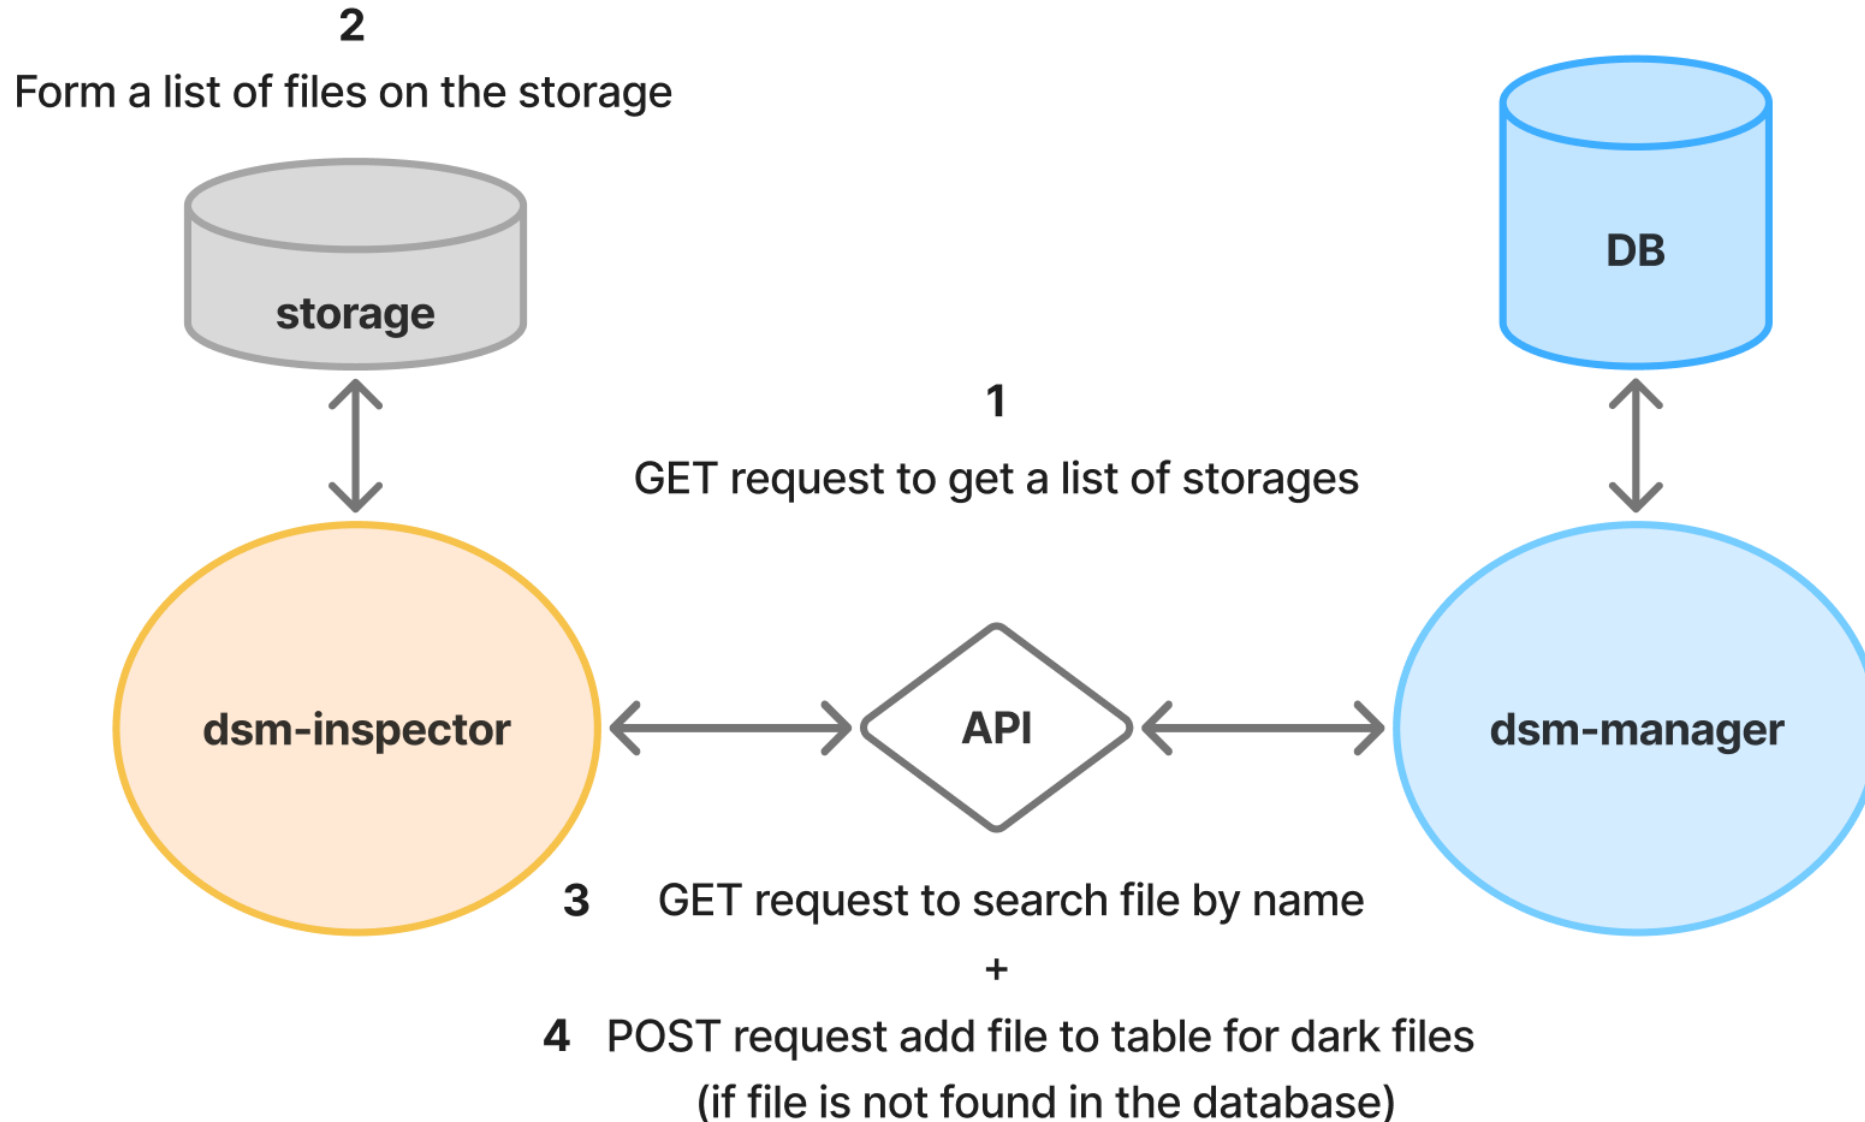 2
Form a list of files on the storage
storage
DB
1
GET request to get a list of storages
dsm-inspector
API
dsm-manager
3 GET request to search file by name
+
4 POST request add file to table for dark files
(if file is not found in the database)